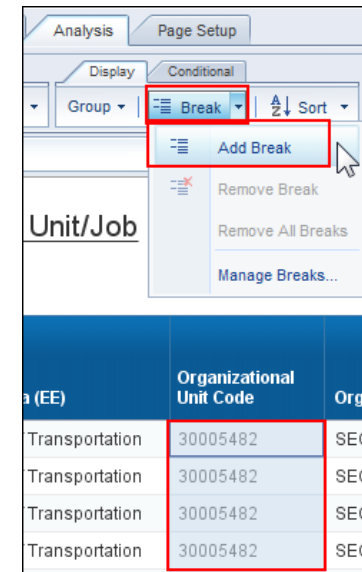 Analysis Page Setup
Display Conditional
Group Break Sort
Add Break
Remove Break
Unit/Job
Remove All Breaks
Manage Breaks...
Organizational
(EE) Unit Code
Transportation 30005482
Transportation 30005482
Transportation 30005482
Transportation 30005482